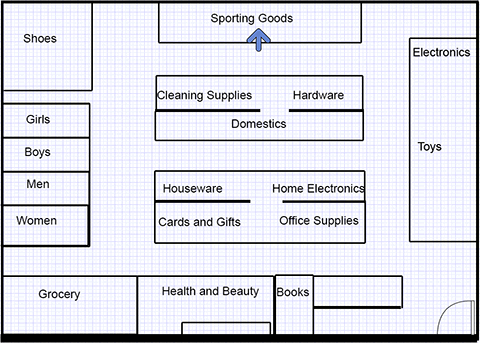 Sporting Goods
Shoes
Electronics
Cleaning Supplies
Hardware
Girls
Domestics
Boys
Toys
Men
Houseware
Home Electronics
Women
Cards and Gifts
Office Supplies
Grocery
Health and Beauty
Books